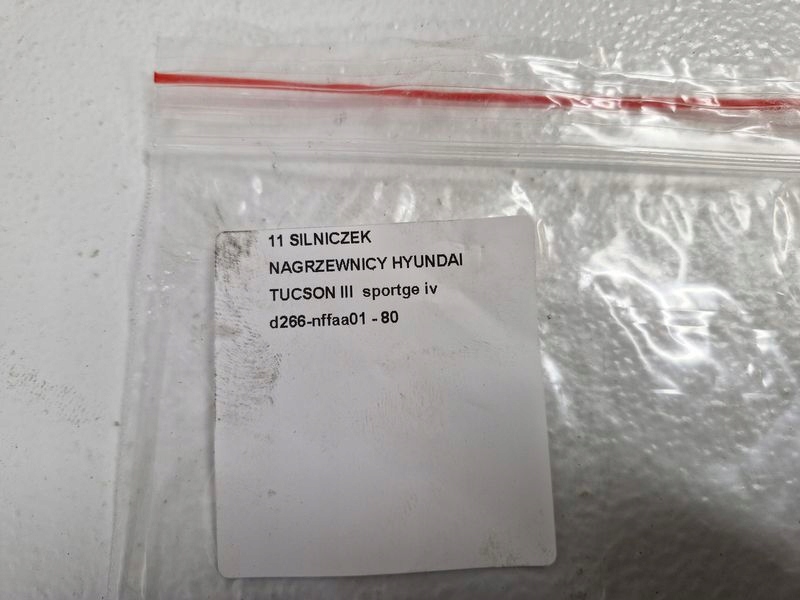 11 SILNICZEK
NAGRZEWNICY HYUNDAI
TUCSON III sportge iv
d266-nffaa01 - 80